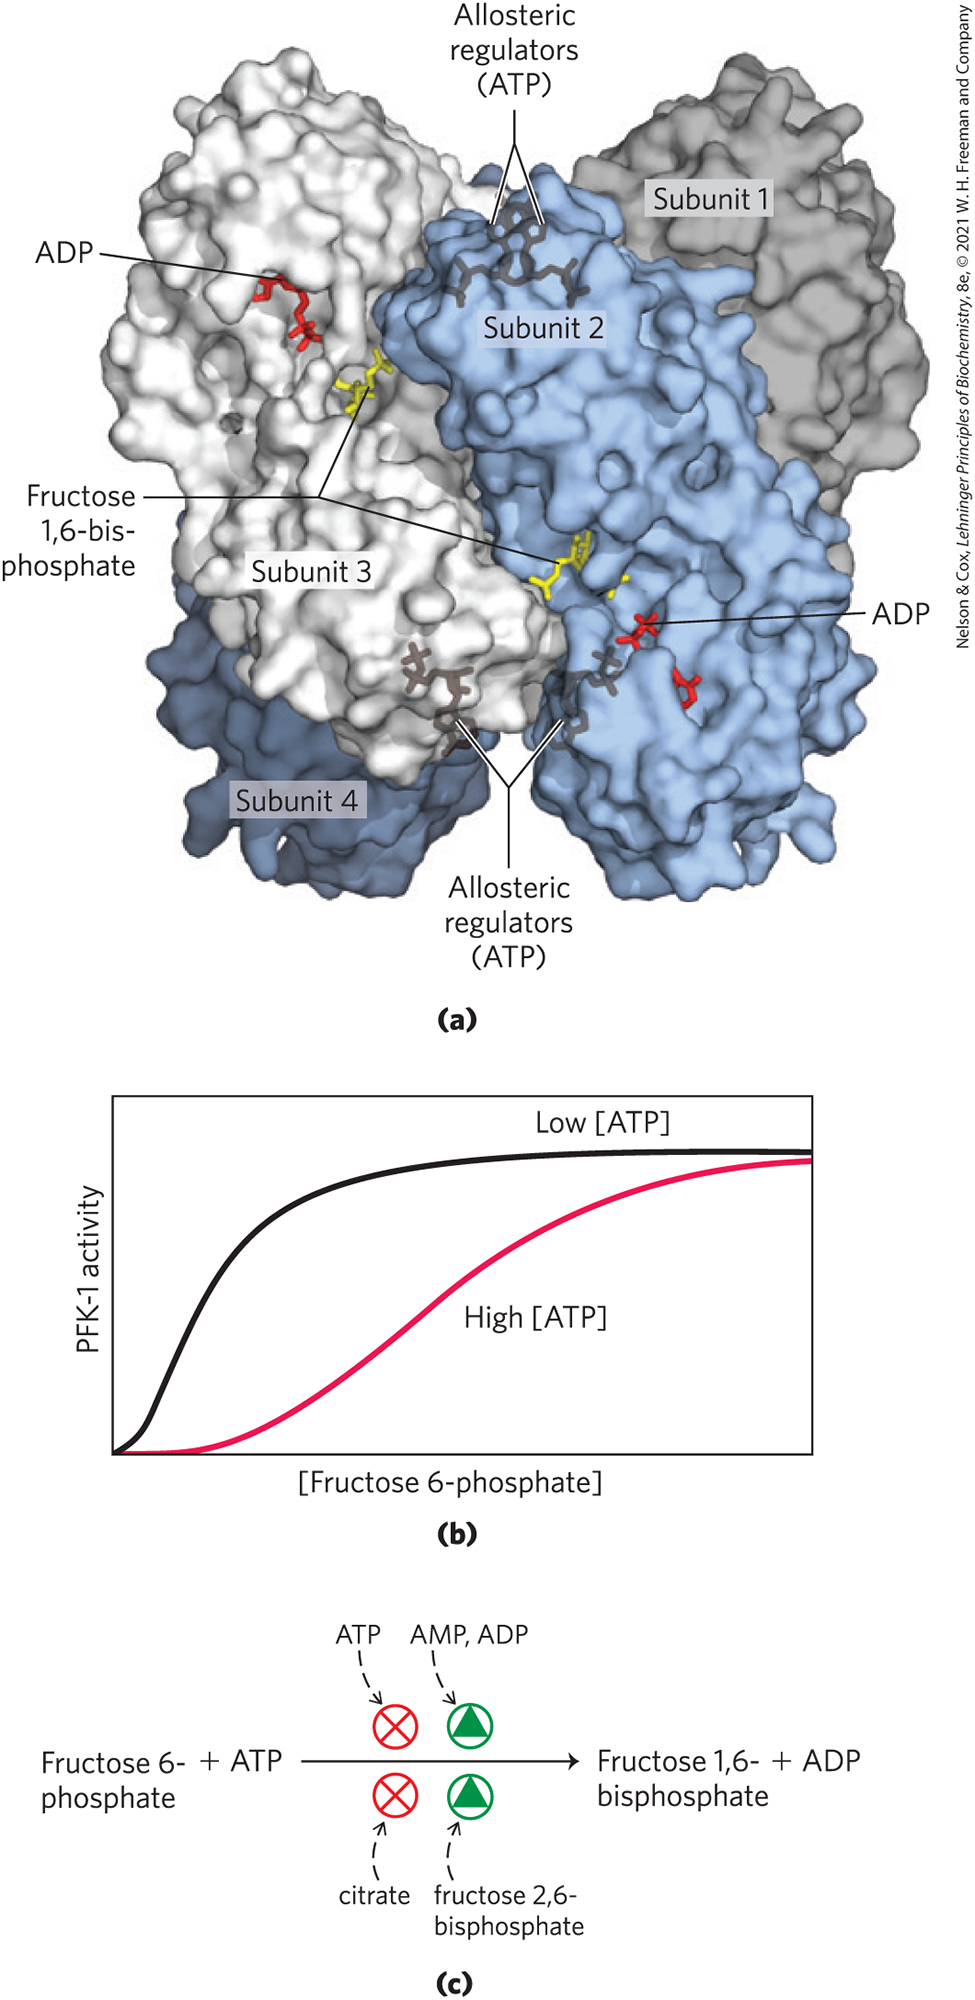 Allosteric
regulators
(ATP)
Subunit 1
ADP
Subunit 2
Fructose
1,6-bis-
phosphate
Subunit 3
ADP
Subunit 4
Allosteric
regulators
(ATP)
(a)
Nelson & Cox, Lehninger Principles of Biochemistry, 8e, © 2021 W. H. Freeman and Company
Low [ATP]
PFK-1 activity
High [ATP]
[Fructose 6-phosphate]
(b)
ATP AMP, ADP
Fructose 6- + ATP Fructose 1,6- + ADP
phosphate bisphosphate
citrate fructose 2,6-
bisphosphate
(c)